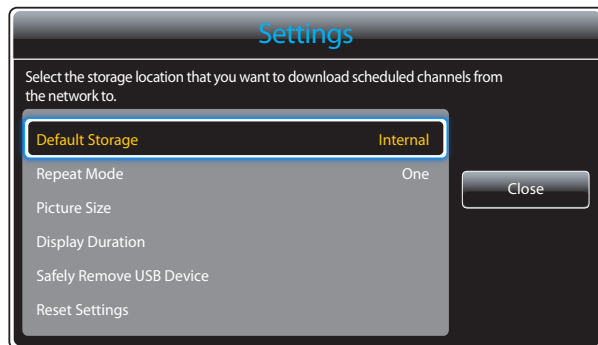 Settings
Select the storage location that you want to download scheduled channels from
the network to.
Default Storage Internal
Repeat Mode One
Close
Picture Size
Display Duration
Safely Remove USB Device
Reset Settings